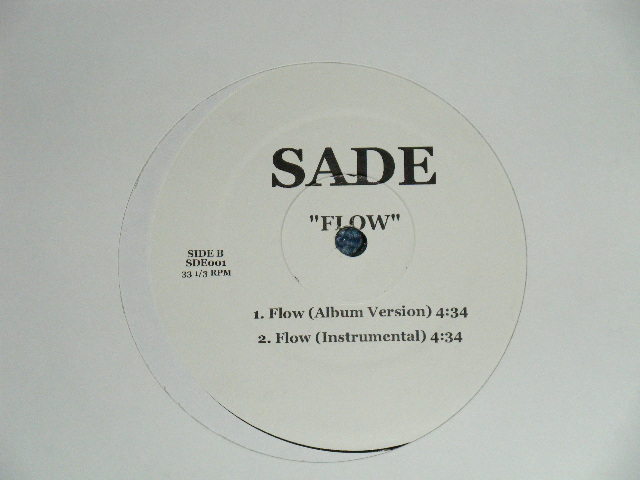 SADE
"FLOW"
SIDE B
SDE001
33 1/3 RPM
1. Flow (Album Version) 4:34
2. Flow (Instrumental) 4:34